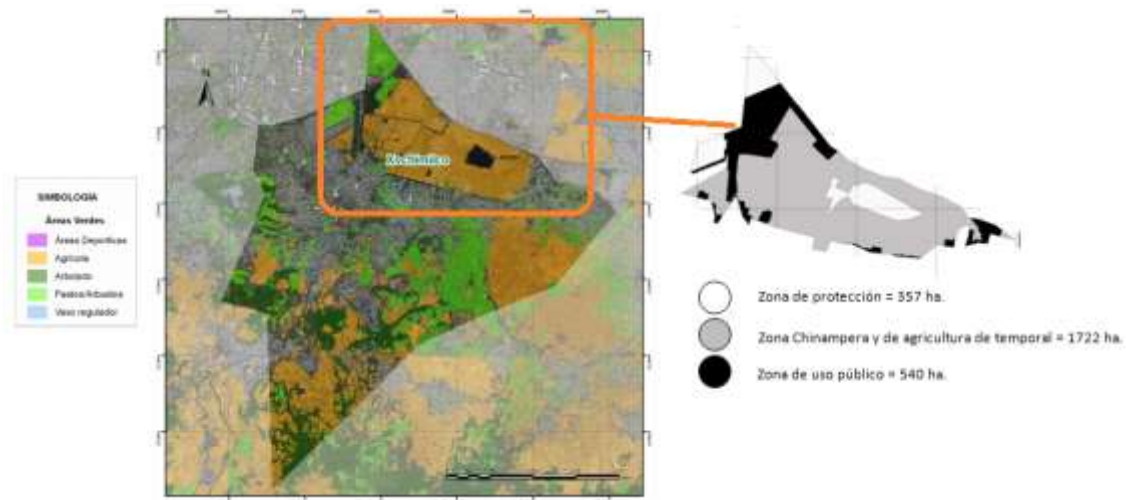 N
Xochimilco
SIMBOLOGÍA
Áreas Verdes
Áreas Deportivas
Agrícola
Arbolado
Pastos/Arbustos
Vaso regulador
Zona de protección = 357 ha.
Zona Chinampera y de agricultura de temporal = 1722 ha.
Zona de uso público = 540 ha.